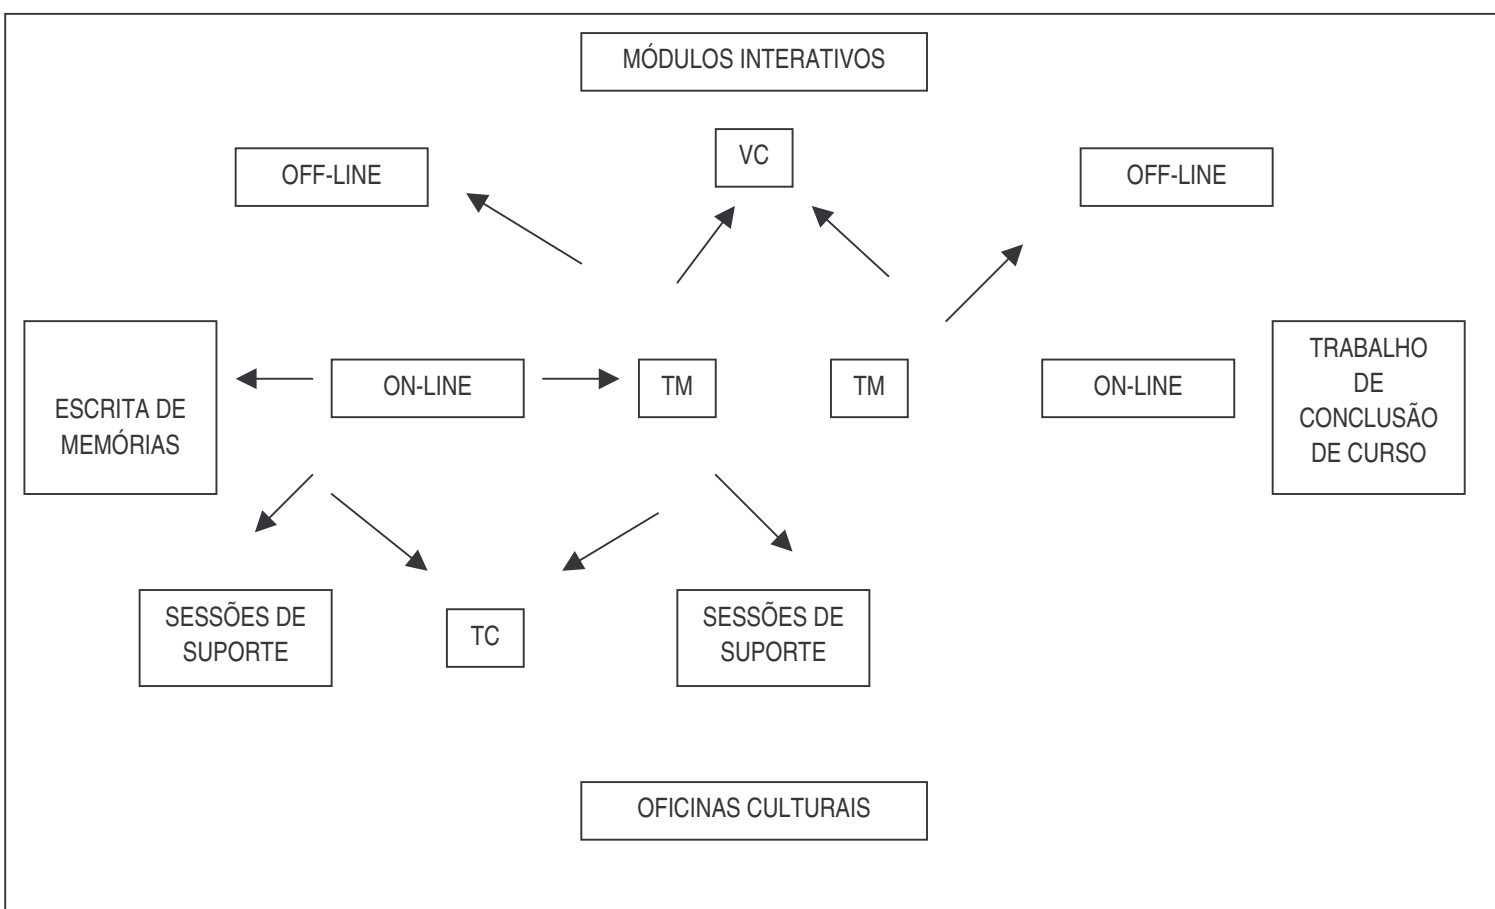 MÓDULOS INTERATIVOS
VC
OFF-LINE
OFF-LINE
ESCRITA DE
MEMÓRIAS
ON-LINE
TM
TM
ON-LINE
TRABALHO
DE
CONCLUSÃO
DE CURSO
SESSÕES DE
SUPORTE
TC
SESSÕES DE
SUPORTE
OFICINAS CULTURAIS